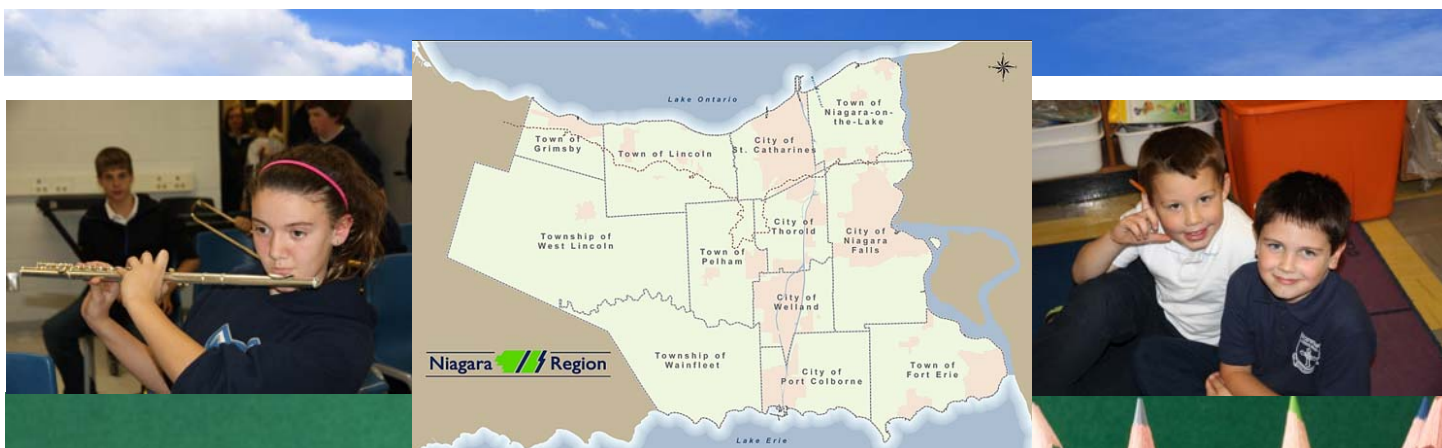 Lake Ontario
Town of
Niagara-on-
the-Lake
Town of
Grimsby
Town of Lincoln
City of
St. Catharines
Township of
West Lincoln
Town of
Pelham
City of
Thorold
City of
Niagara
Falls
City of
Welland
Niagara Region
Township of
Wainfleet
City of
Port Colborne
Town of
Fort Erie
Lake Erie